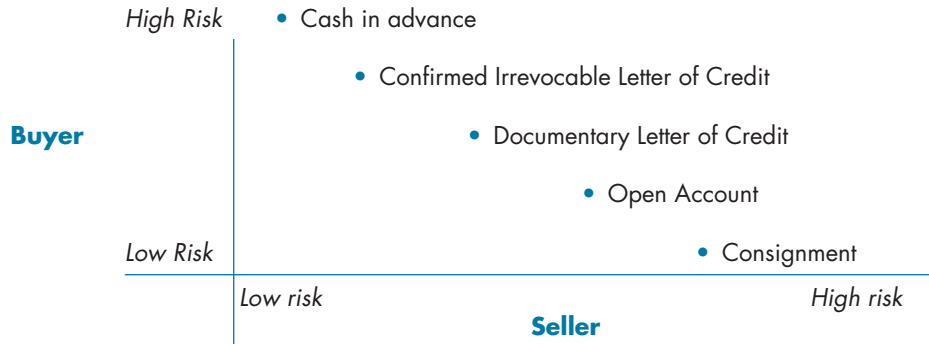 High Risk
• Cash in advance
• Confirmed Irrevocable Letter of Credit
Buyer
• Documentary Letter of Credit
• Open Account
Low Risk
• Consignment
Low risk
High risk
Seller